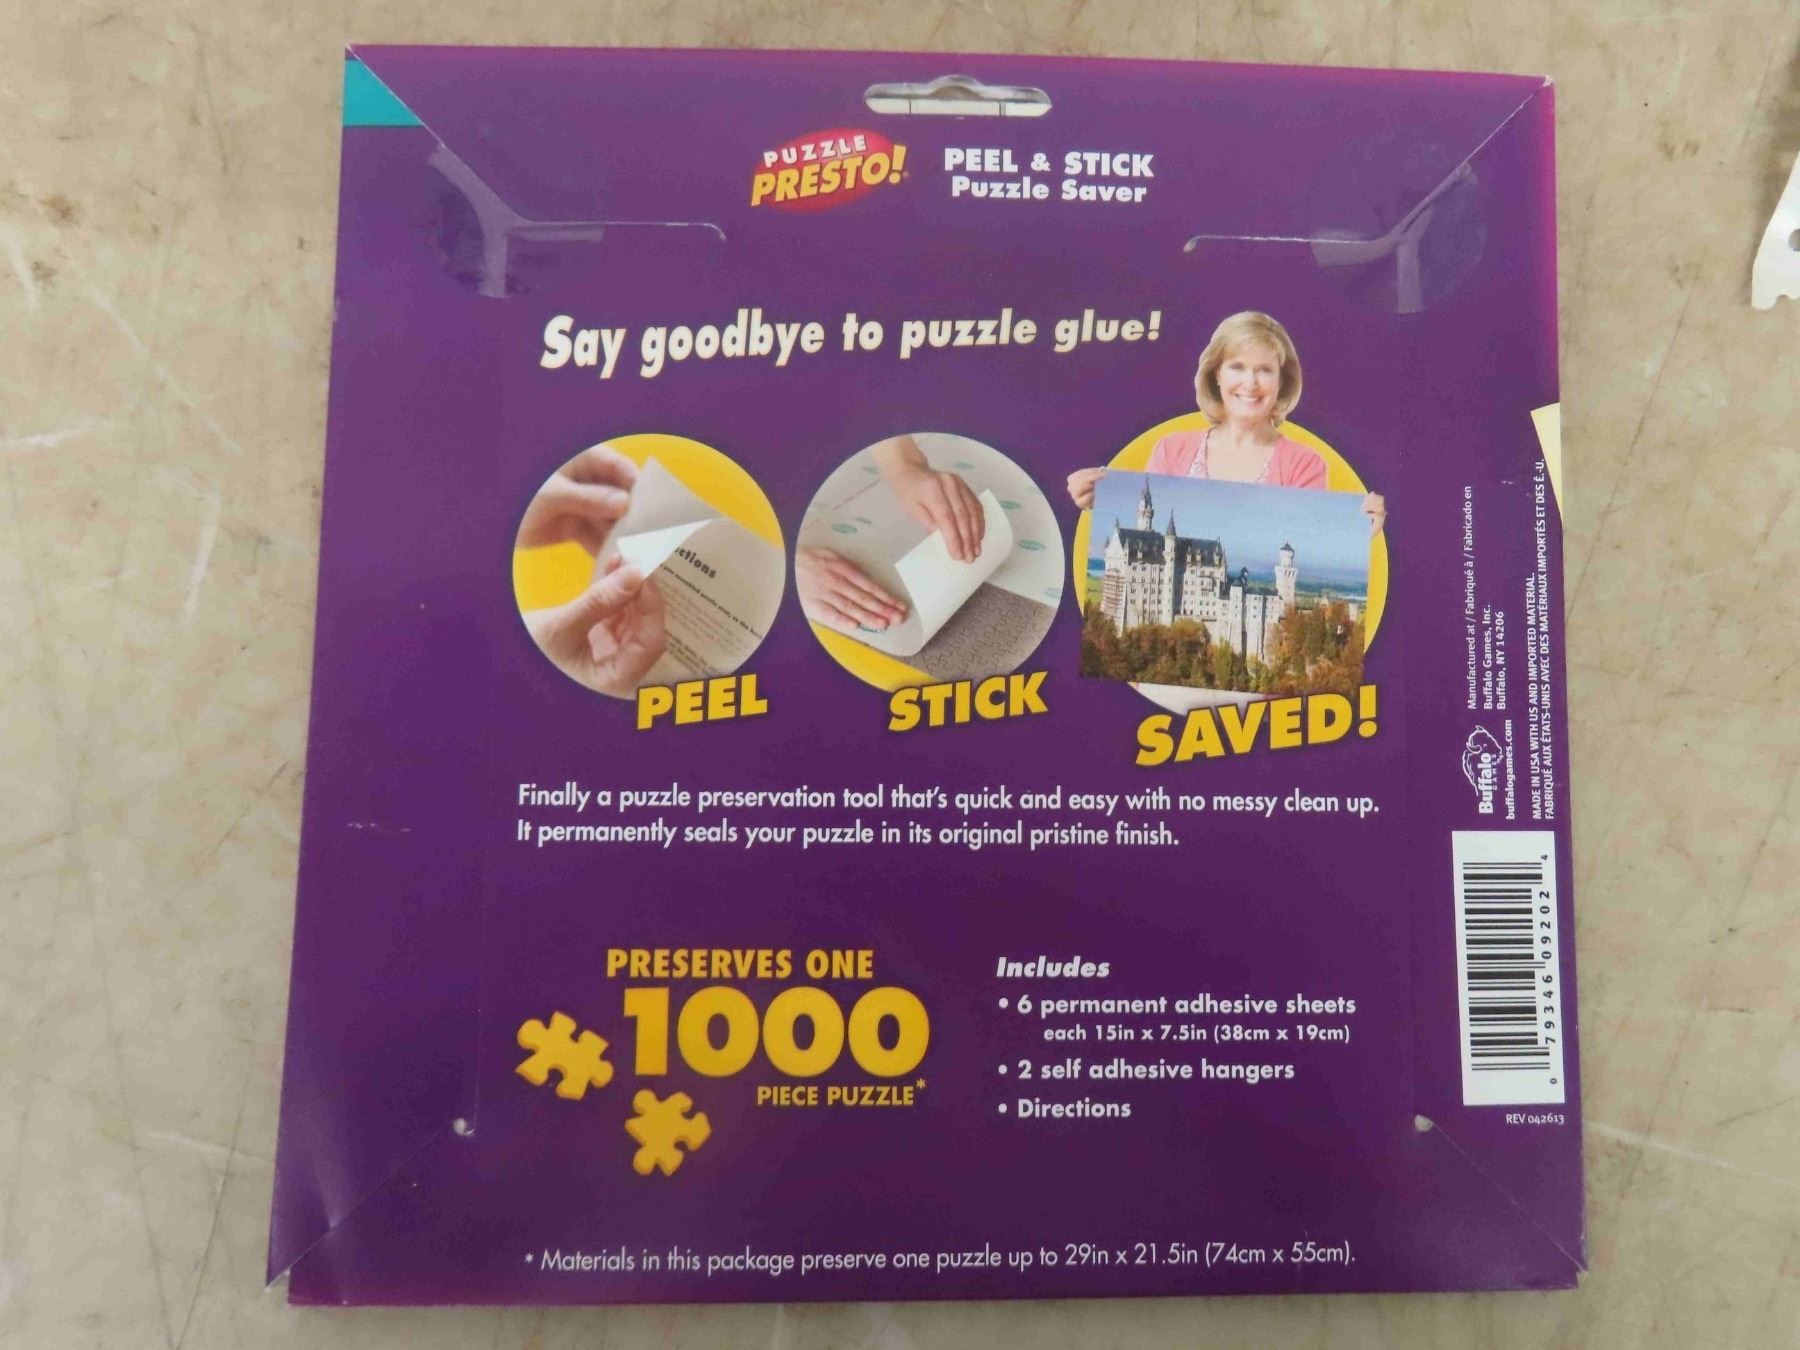 PUZZLE
PRESTO!
PEEL & STICK
Puzzle Saver
Say goodbye to puzzle glue!
PEEL
STICK
SAVED!
Finally a puzzle preservation tool that's quick and easy with no messy clean up.
It permanently seals your puzzle in its original pristine finish.
PRESERVES ONE
1000
PIECE PUZZLE*
Includes
• 6 permanent adhesive sheets
each 15in x 7.5in (38cm x 19cm)
• 2 self adhesive hangers
• Directions
* Materials in this package preserve one puzzle up to 29in x 21.5in (74cm x 55cm).
Buffalo
GAMES
Manufactured at / Fabriqué à / Fabricado en
Buffalo Games, Inc.
Buffalo, NY 14206
buffalogames.com
MADE IN USA WITH US AND IMPORTED MATERIAL.
FABRIQUÉ AUX ÉTATS-UNIS AVEC DES MATÉRIAUX IMPORTÉS ET DES É.-U.
0 79346 09202 4
REV 042613